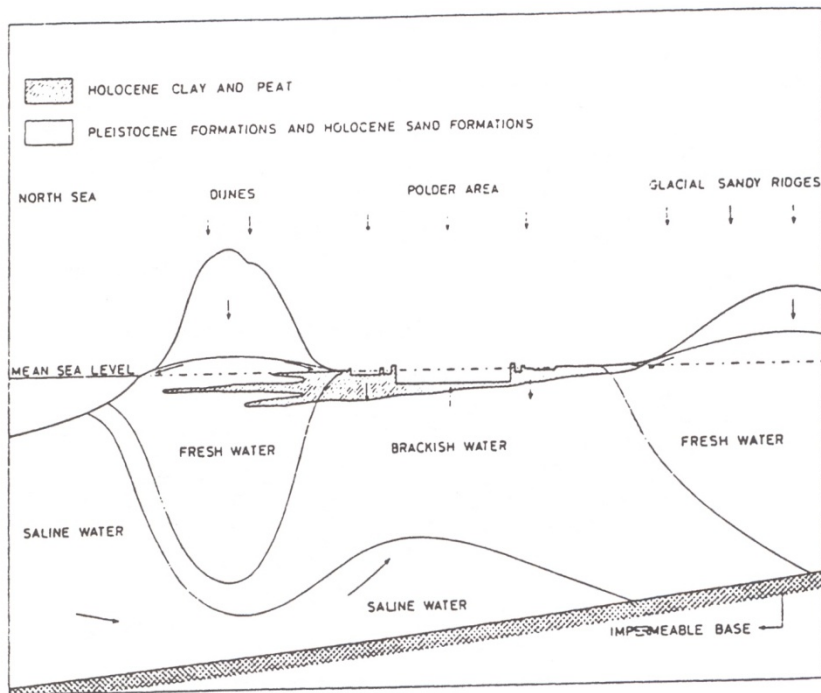 HOLOCENE CLAY AND PEAT
PLEISTOCENE FORMATIONS AND HOLOCENE SAND FORMATIONS
NORTH SEA
DUNES
POLDER AREA
GLACIAL SANDY RIDGES
MEAN SEA LEVEL
FRESH WATER
BRACKISH WATER
FRESH WATER
SALINE WATER
SALINE WATER
IMPERMEABLE BASE